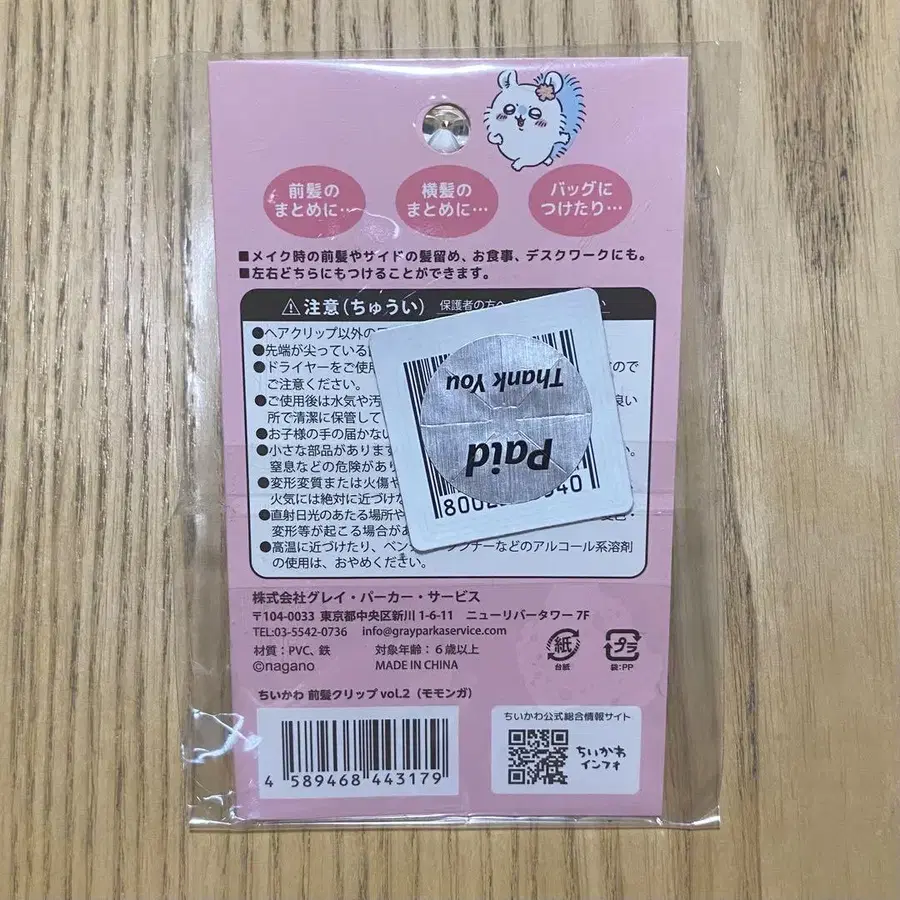 前髪の
まとめに…
横髪の
まとめに…
バッグに
つけたり…
■メイク時の前髪やサイドの髪留め、お食事、デスクワークにも。
■左右どちらにもつけることができます。
注意（ちゅうい） 保護者の方へ
●ヘアクリップ以外の
●先端が尖っている
●ドライヤーをご使用 ので
ご注意ください。
●ご使用後は水気や汚 良い
所で清潔に保管して
●お子様の手の届かない
●小さな部品があります
窒息などの危険があり
●変形変質または火傷や
火気には絶対に近づけな
●直射日光のあたる場所や
変形等が起こる場合があ
●高温に近づけたり、ベン ンナーなどのアルコール系溶剤
の使用は、おやめください。
Thank You
Paid
株式会社グレイ・パーカー・サービス
〒104-0033 東京都中央区新川 1-6-11 ニューリバータワー 7F
TEL:03-5542-0736 info@grayparkaservice.com
材質：PVC、鉄 対象年齢：6歳以上
©nagano MADE IN CHINA
紙
台紙
プラ
袋:PP
ちいかわ 前髪クリップ vol.2（モモンガ）
4 589468 443179
ちいかわ公式総合情報サイト
ちいかわ
インフォ